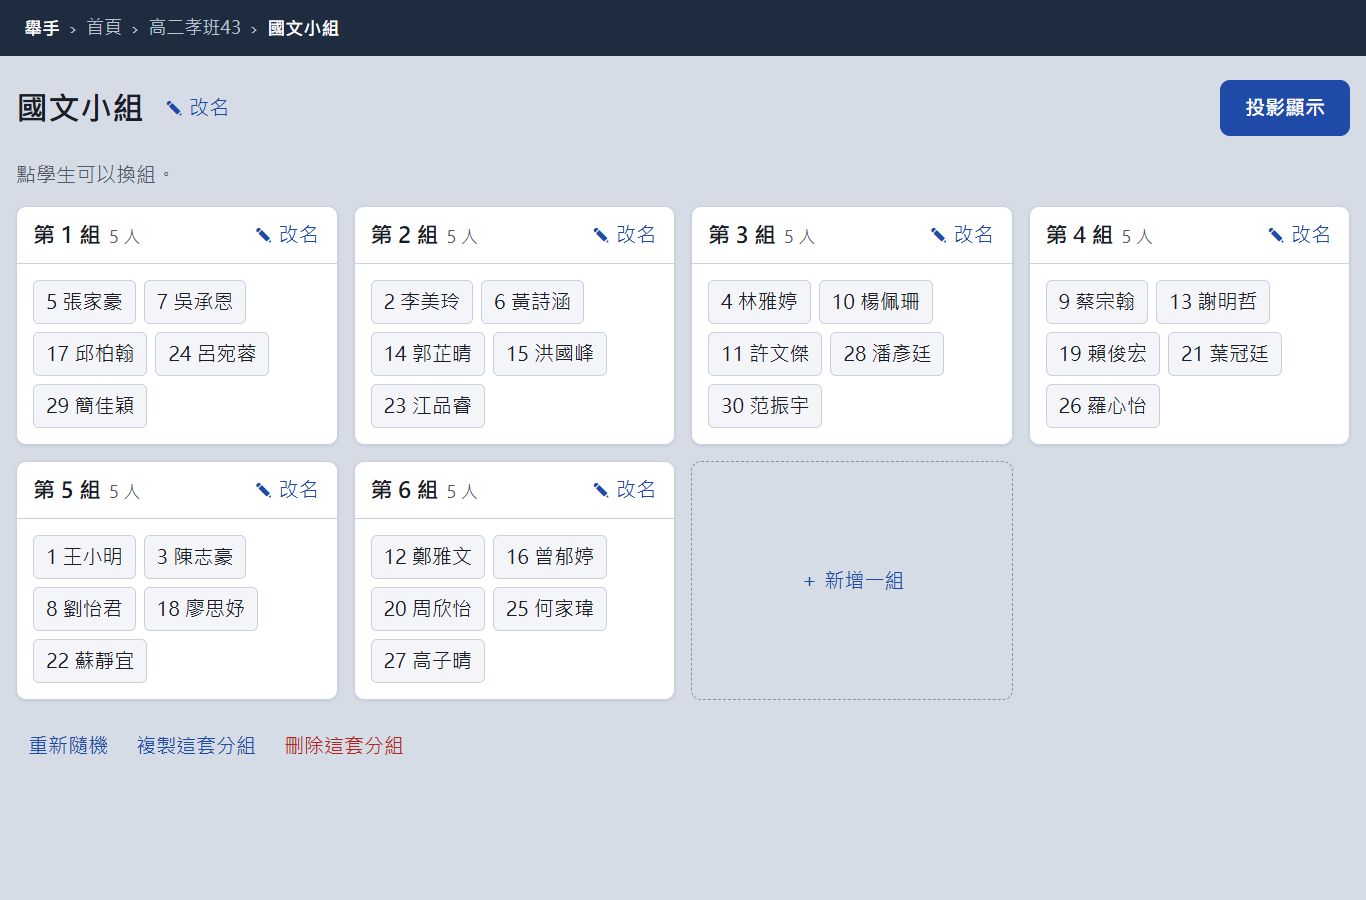 舉手 › 首頁 › 高二孝班43 › 國文小組
國文小組 改名
投影顯示
點學生可以換組。
第 1 組 5 人 改名
5 張家豪 7 吳承恩
17 邱柏翰 24 呂宛蓉
29 簡佳穎
第 2 組 5 人 改名
2 李美玲 6 黃詩涵
14 郭芷晴 15 洪國峰
23 江品睿
第 3 組 5 人 改名
4 林雅婷 10 楊佩珊
11 許文傑 28 潘彥廷
30 范振宇
第 4 組 5 人 改名
9 蔡宗翰 13 謝明哲
19 賴俊宏 21 葉冠廷
26 羅心怡
第 5 組 5 人 改名
1 王小明 3 陳志豪
8 劉怡君 18 廖思妤
22 蘇靜宜
第 6 組 5 人 改名
12 鄭雅文 16 曾郁婷
20 周欣怡 25 何家瑋
27 高子晴
+ 新增一組
重新隨機 複製這套分組 刪除這套分組